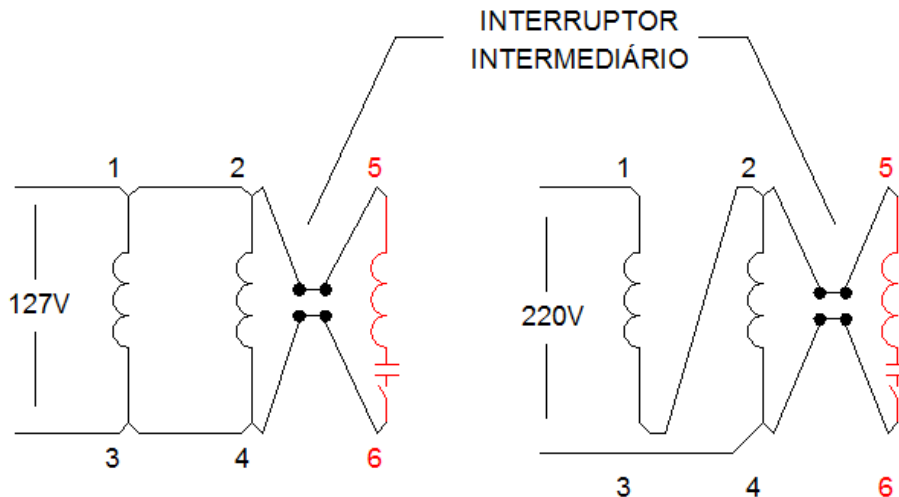 INTERRUPTOR
INTERMEDIÁRIO
1 2 5
127V
3 4 6
1 2 5
220V
3 4 6